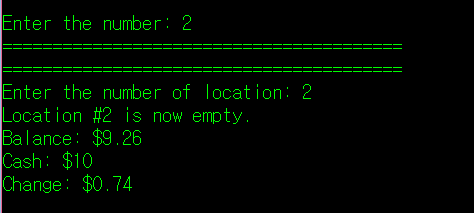 Enter the number: 2
========================================
========================================
Enter the number of location: 2
Location #2 is now empty.
Balance: $9.26
Cash: $10
Change: $0.74